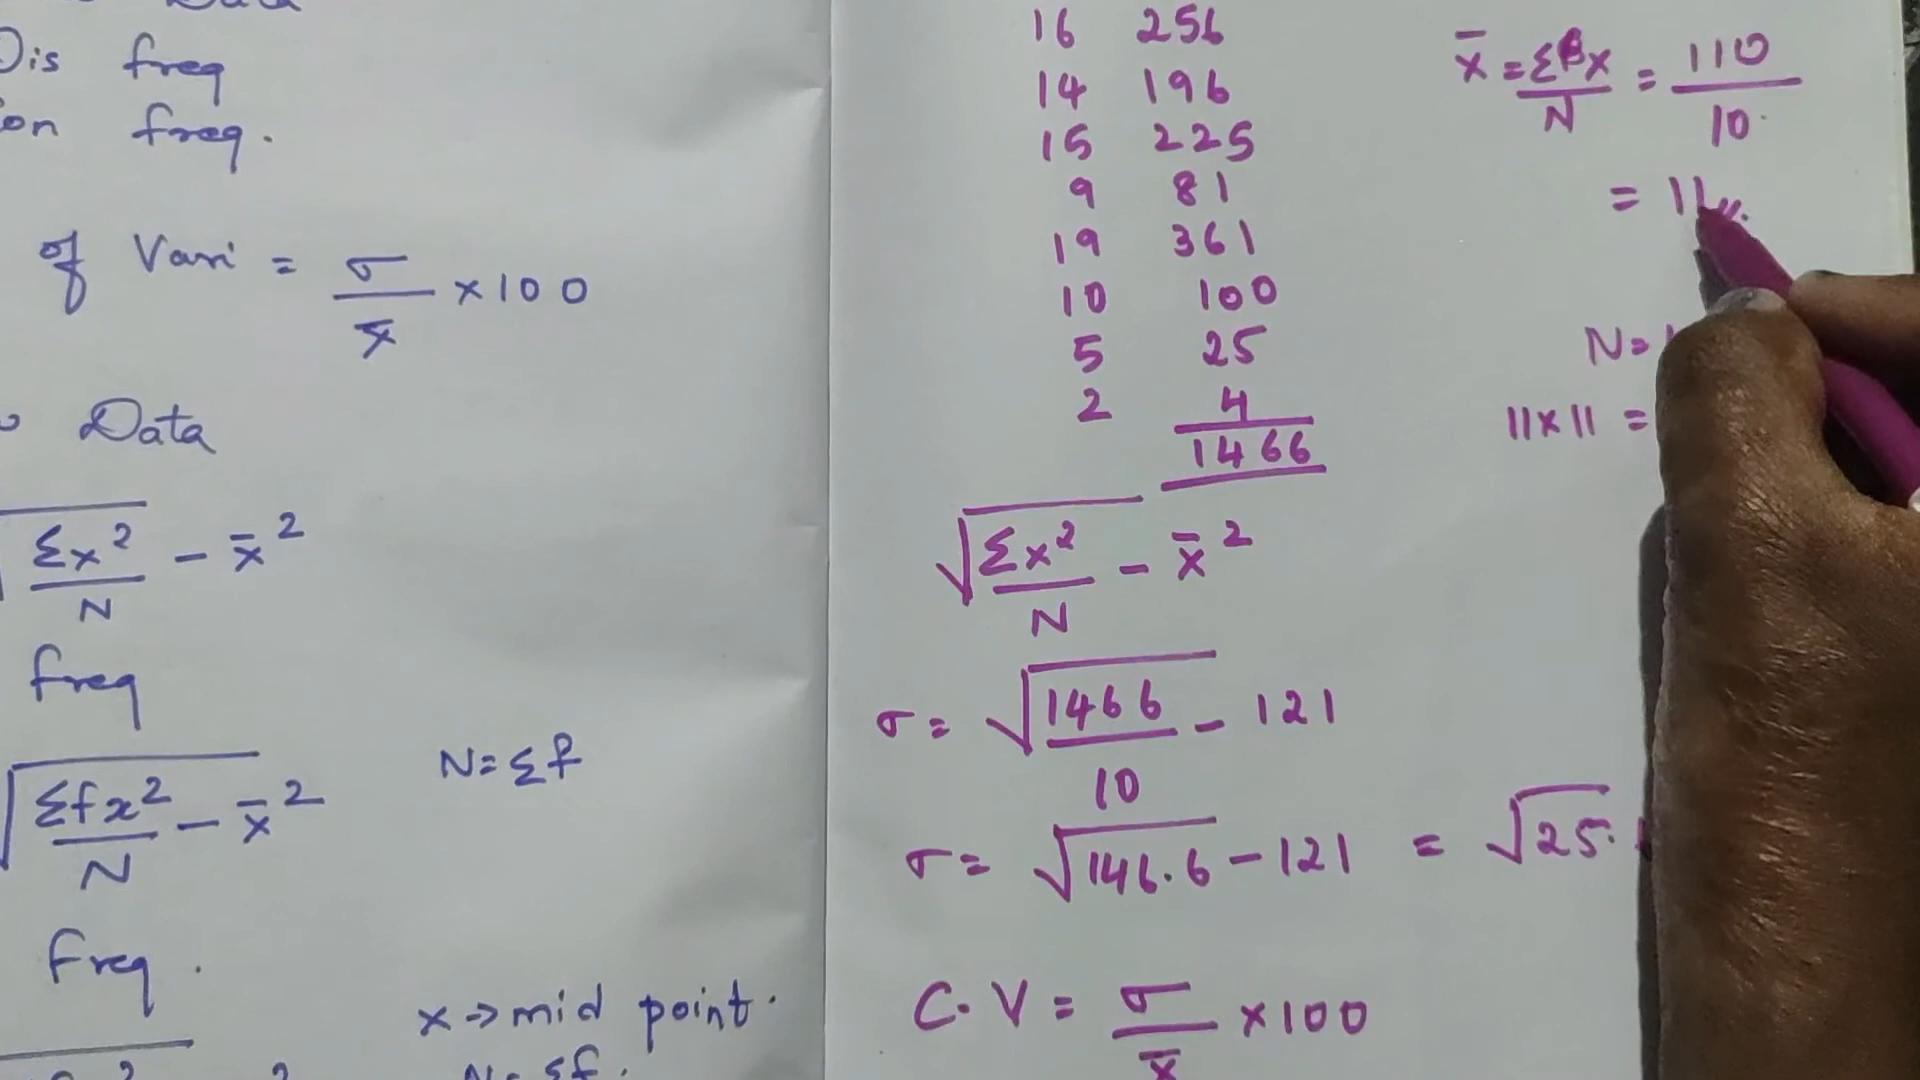 Data
Dis freq
on freq.
of Vari = σ/x̄ × 100
Data
Σx²/N - x̄²
freq
√Σfx²/N - x̄² N = Σf
freq.
x → mid point.
N = Σf.
16 256
14 196
15 225
9 81
19 361
10 100
5 25
2 4
1466
√Σx²/N - x̄²
σ = √1466/10 - 121
σ = √146.6 - 121 = √25.
C.V = σ/x̄ × 100
x̄ = Σx/N = 110/10
= 11
N =
11×11 =